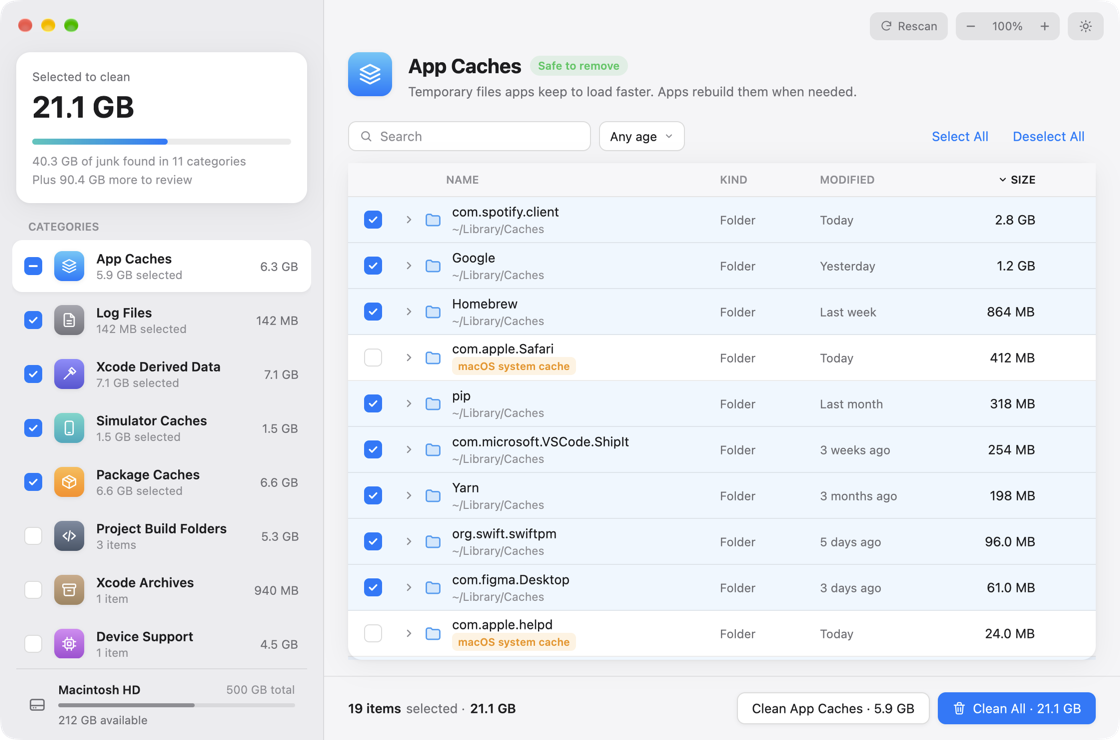 Rescan
100%
Selected to clean
21.1 GB
40.3 GB of junk found in 11 categories
Plus 90.4 GB more to review
CATEGORIES
App Caches
5.9 GB selected
6.3 GB
Log Files
142 MB selected
142 MB
Xcode Derived Data
7.1 GB selected
7.1 GB
Simulator Caches
1.5 GB selected
1.5 GB
Package Caches
6.6 GB selected
6.6 GB
Project Build Folders
3 items
5.3 GB
Xcode Archives
1 item
940 MB
Device Support
1 item
4.5 GB
Macintosh HD
500 GB total
212 GB available
App Caches
Safe to remove
Temporary files apps keep to load faster. Apps rebuild them when needed.
Search
Any age
Select All
Deselect All
NAME KIND MODIFIED SIZE
com.spotify.client
~/Library/Caches
Folder Today 2.8 GB
Google
~/Library/Caches
Folder Yesterday 1.2 GB
Homebrew
~/Library/Caches
Folder Last week 864 MB
com.apple.Safari
macOS system cache
Folder Today 412 MB
pip
~/Library/Caches
Folder Last month 318 MB
com.microsoft.VSCode.ShipIt
~/Library/Caches
Folder 3 weeks ago 254 MB
Yarn
~/Library/Caches
Folder 3 months ago 198 MB
org.swift.swiftpm
~/Library/Caches
Folder 5 days ago 96.0 MB
com.figma.Desktop
~/Library/Caches
Folder 3 days ago 61.0 MB
com.apple.helpd
macOS system cache
Folder Today 24.0 MB
19 items selected · 21.1 GB
Clean App Caches · 5.9 GB
Clean All · 21.1 GB